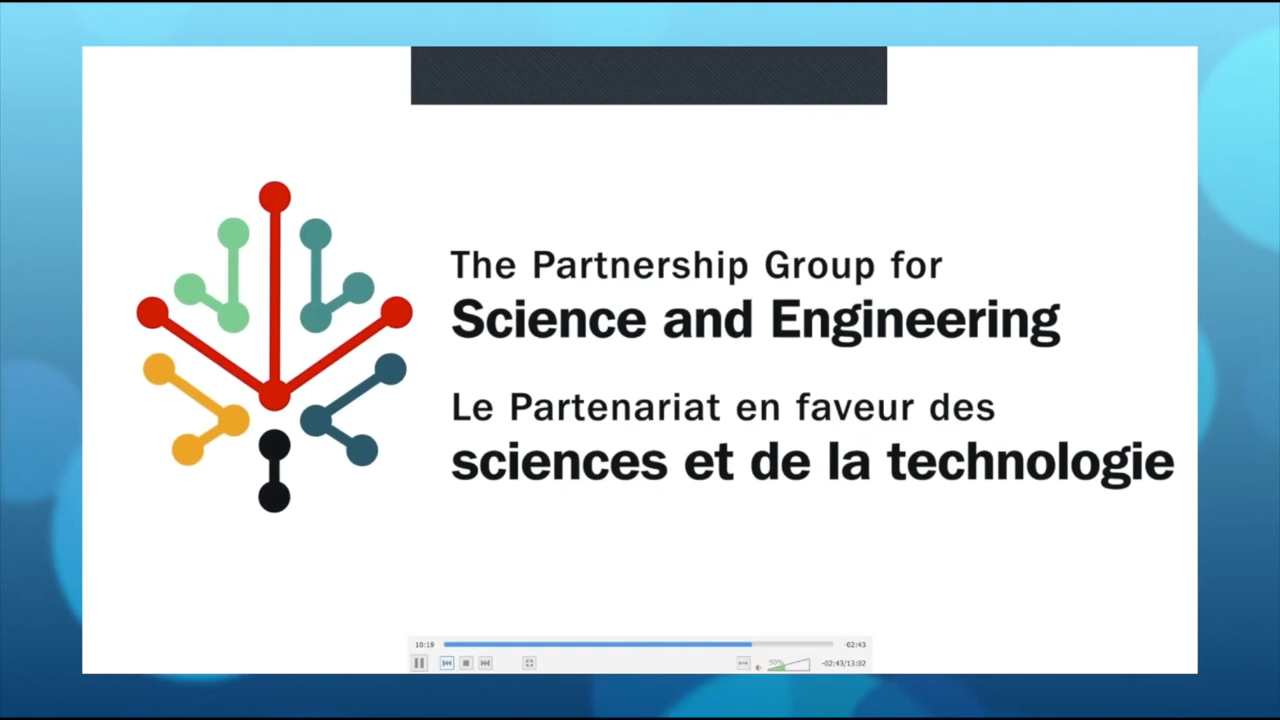 The Partnership Group for
Science and Engineering
Le Partenariat en faveur des
sciences et de la technologie
10:19
-02:43
50%
-02:43/13:02